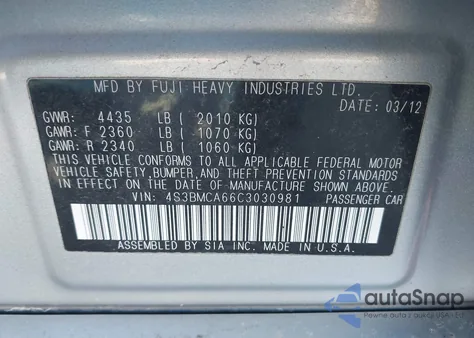 MFD BY FUJI HEAVY INDUSTRIES LTD.
DATE: 03/12
GVWR: 4435 LB ( 2010 KG)
GAWR: F 2360 LB ( 1070 KG)
GAWR: R 2340 LB ( 1060 KG)
THIS VEHICLE CONFORMS TO ALL APPLICABLE FEDERAL MOTOR
VEHICLE SAFETY,BUMPER,AND THEFT PREVENTION STANDARDS
IN EFFECT ON THE DATE OF MANUFACTURE SHOWN ABOVE.
VIN: 4S3BMCA66C3030981 PASSENGER CAR
ASSEMBLED BY SIA INC. MADE IN U.S.A.
autoSnap
Pewne auto z